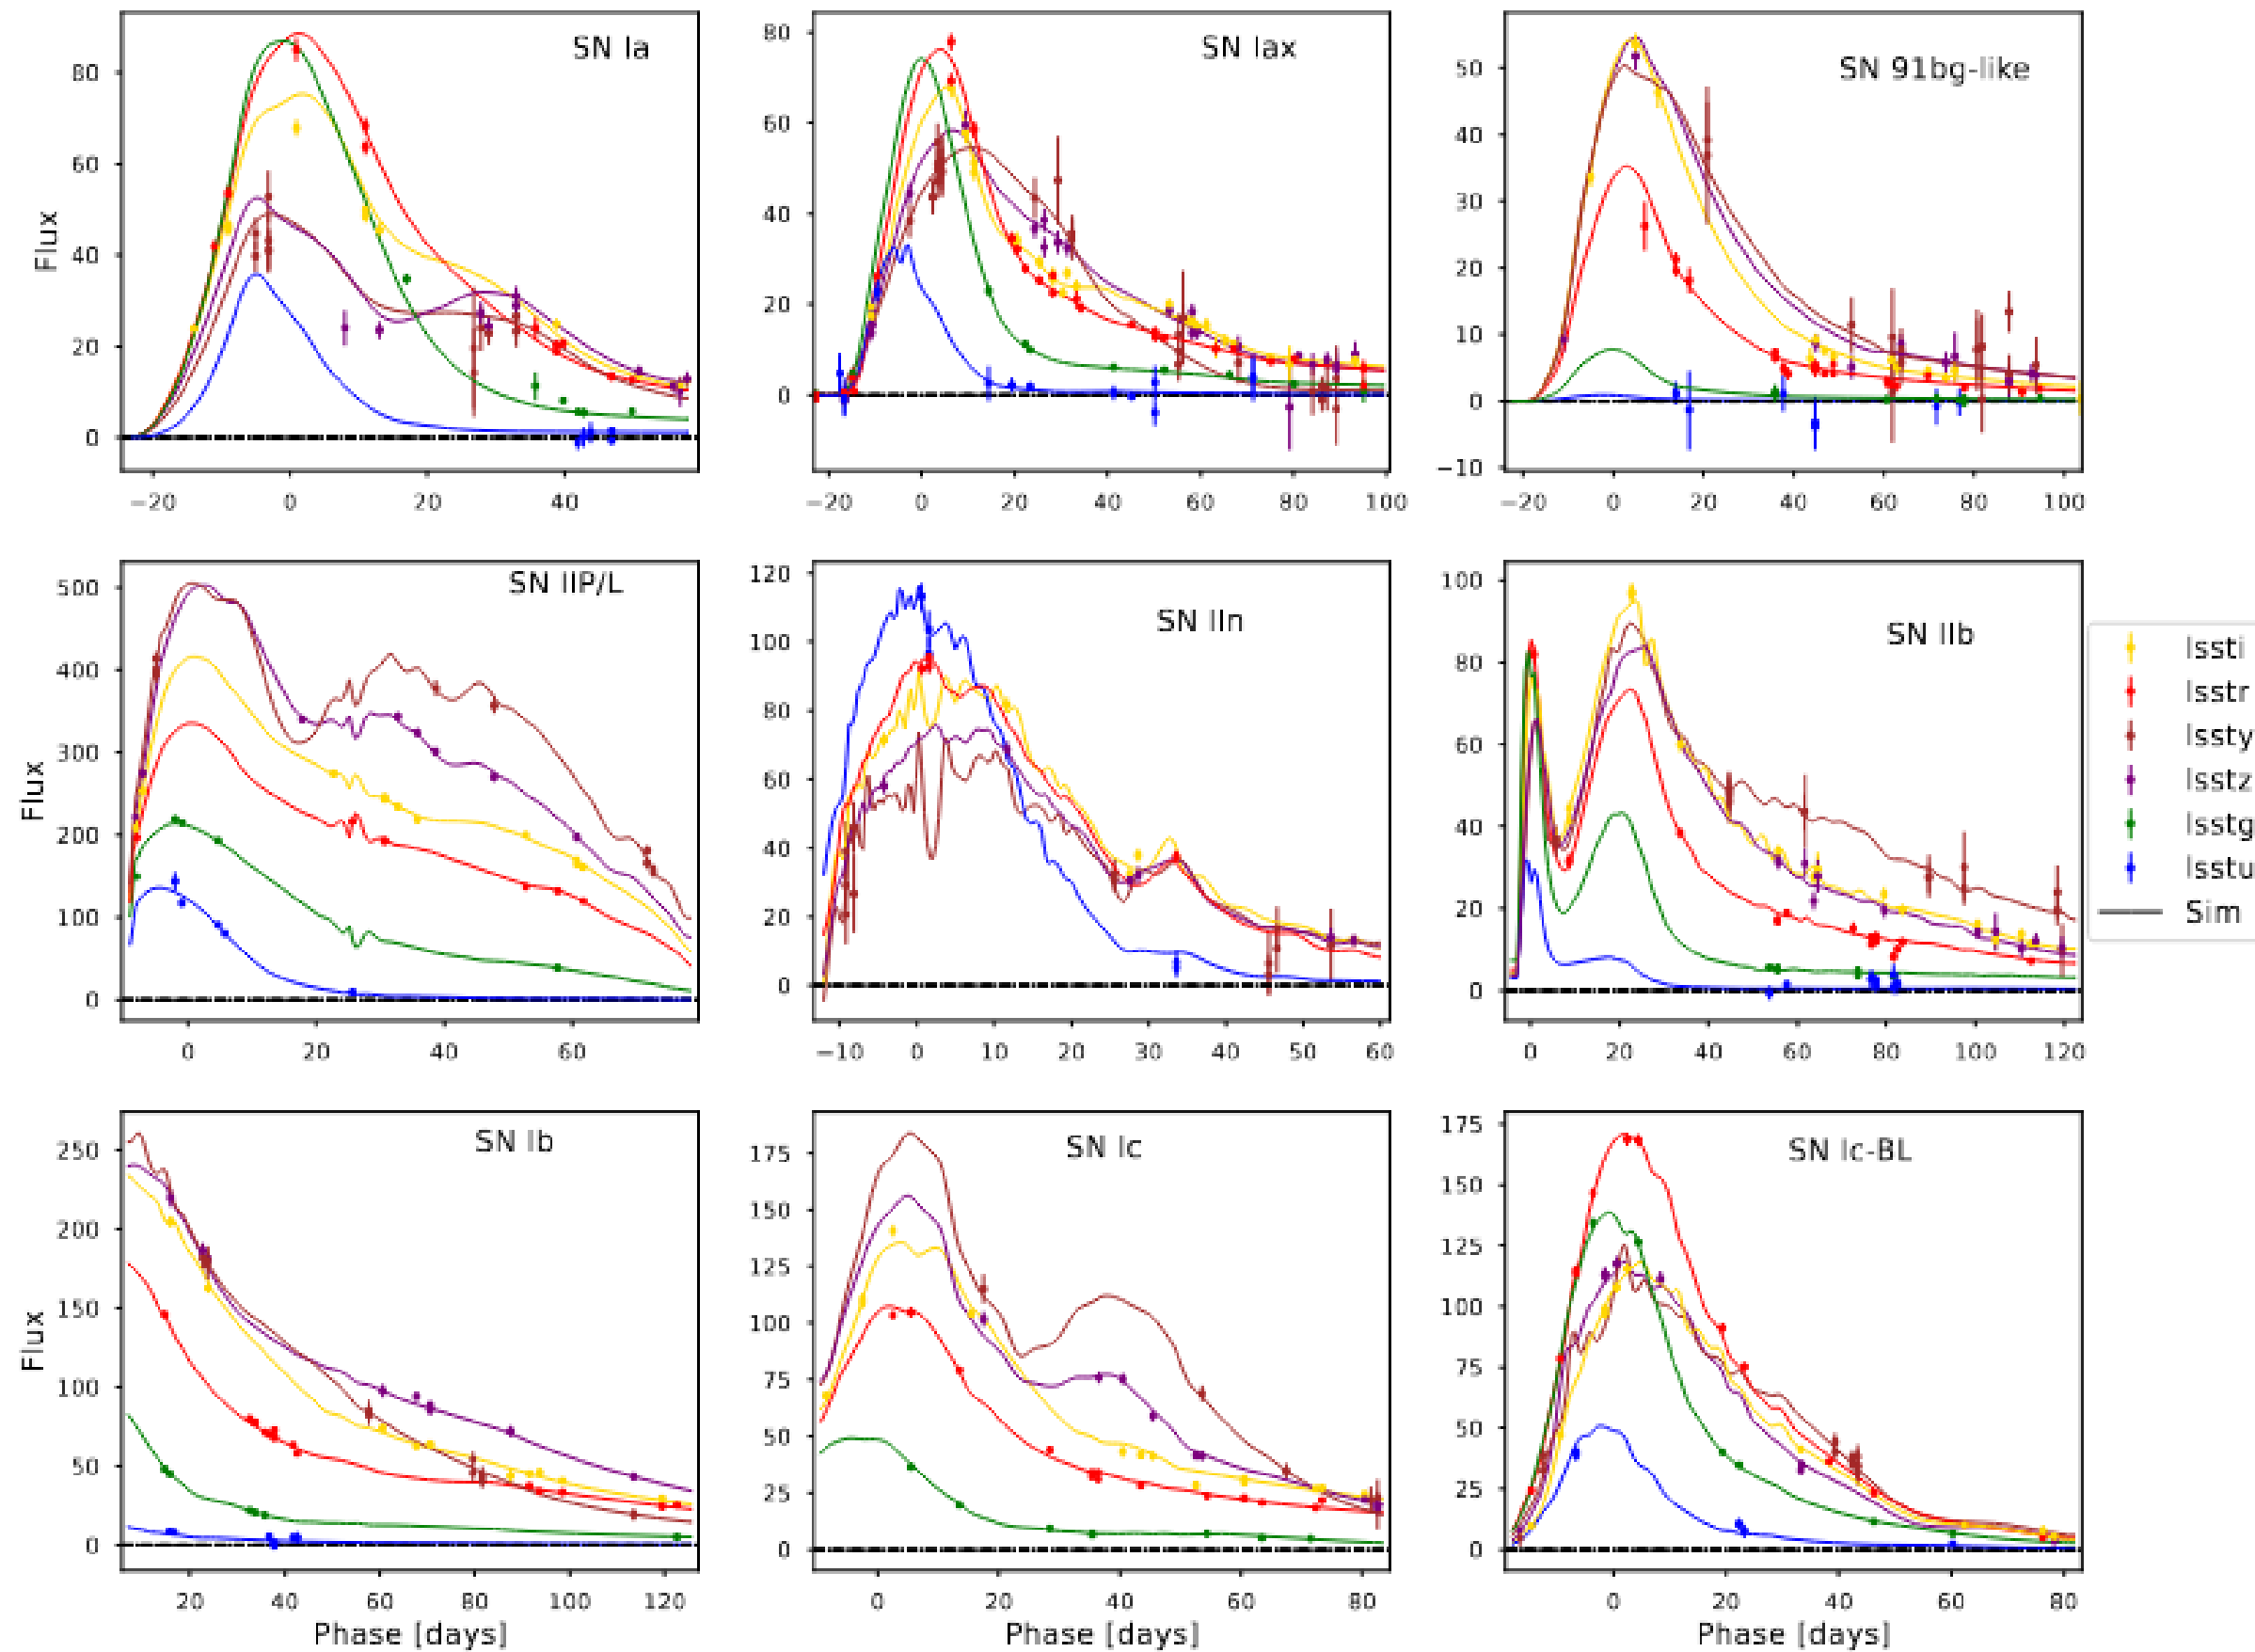 SN Ia
80
60
40
20
0
Flux
−20 0 20 40
SN Iax
80
60
40
20
0
−20 0 20 40 60 80 100
SN 91bg-like
50
40
30
20
10
0
−10
−20 0 20 40 60 80 100
SN IIP/L
500
400
300
200
100
0
Flux
0 20 40 60
SN IIn
120
100
80
60
40
20
0
−10 0 10 20 30 40 50 60
SN IIb
100
80
60
40
20
0
0 20 40 60 80 100 120
lssti
lsstr
lssty
lsstz
lsstg
lsstu
Sim
SN Ib
250
200
150
100
50
0
Flux
20 40 60 80 100 120
Phase [days]
SN Ic
175
150
125
100
75
50
25
0
0 20 40 60 80
Phase [days]
SN Ic-BL
175
150
125
100
75
50
25
0
0 20 40 60 80
Phase [days]